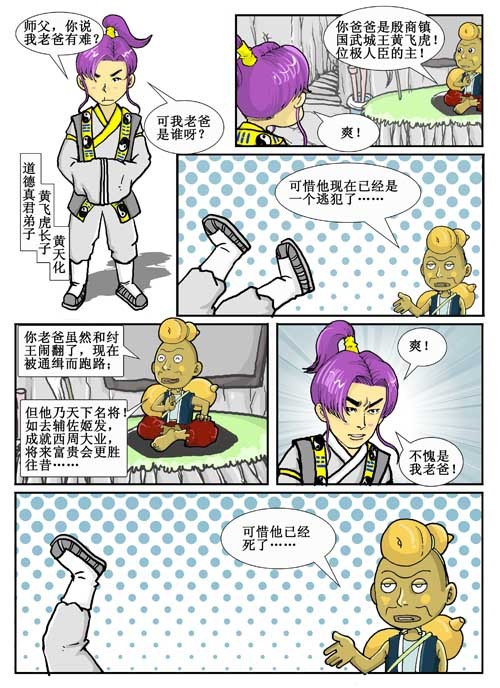 师父，你说
我老爸有难？
可我老爸
是谁呀？
黄天化
黄飞虎长子
道德真君弟子
你爸爸是殷商镇
国武城王黄飞虎！
位极人臣的主！
爽！
可惜他现在已经是
一个逃犯了……
你老爸虽然和纣
王闹翻了，现在
被通缉而跑路；
但他乃天下名将！
如去辅佐姬发，
成就西周大业，
将来富贵会更胜
往昔……
爽！
不愧是
我老爸！
可惜他已经
死了……